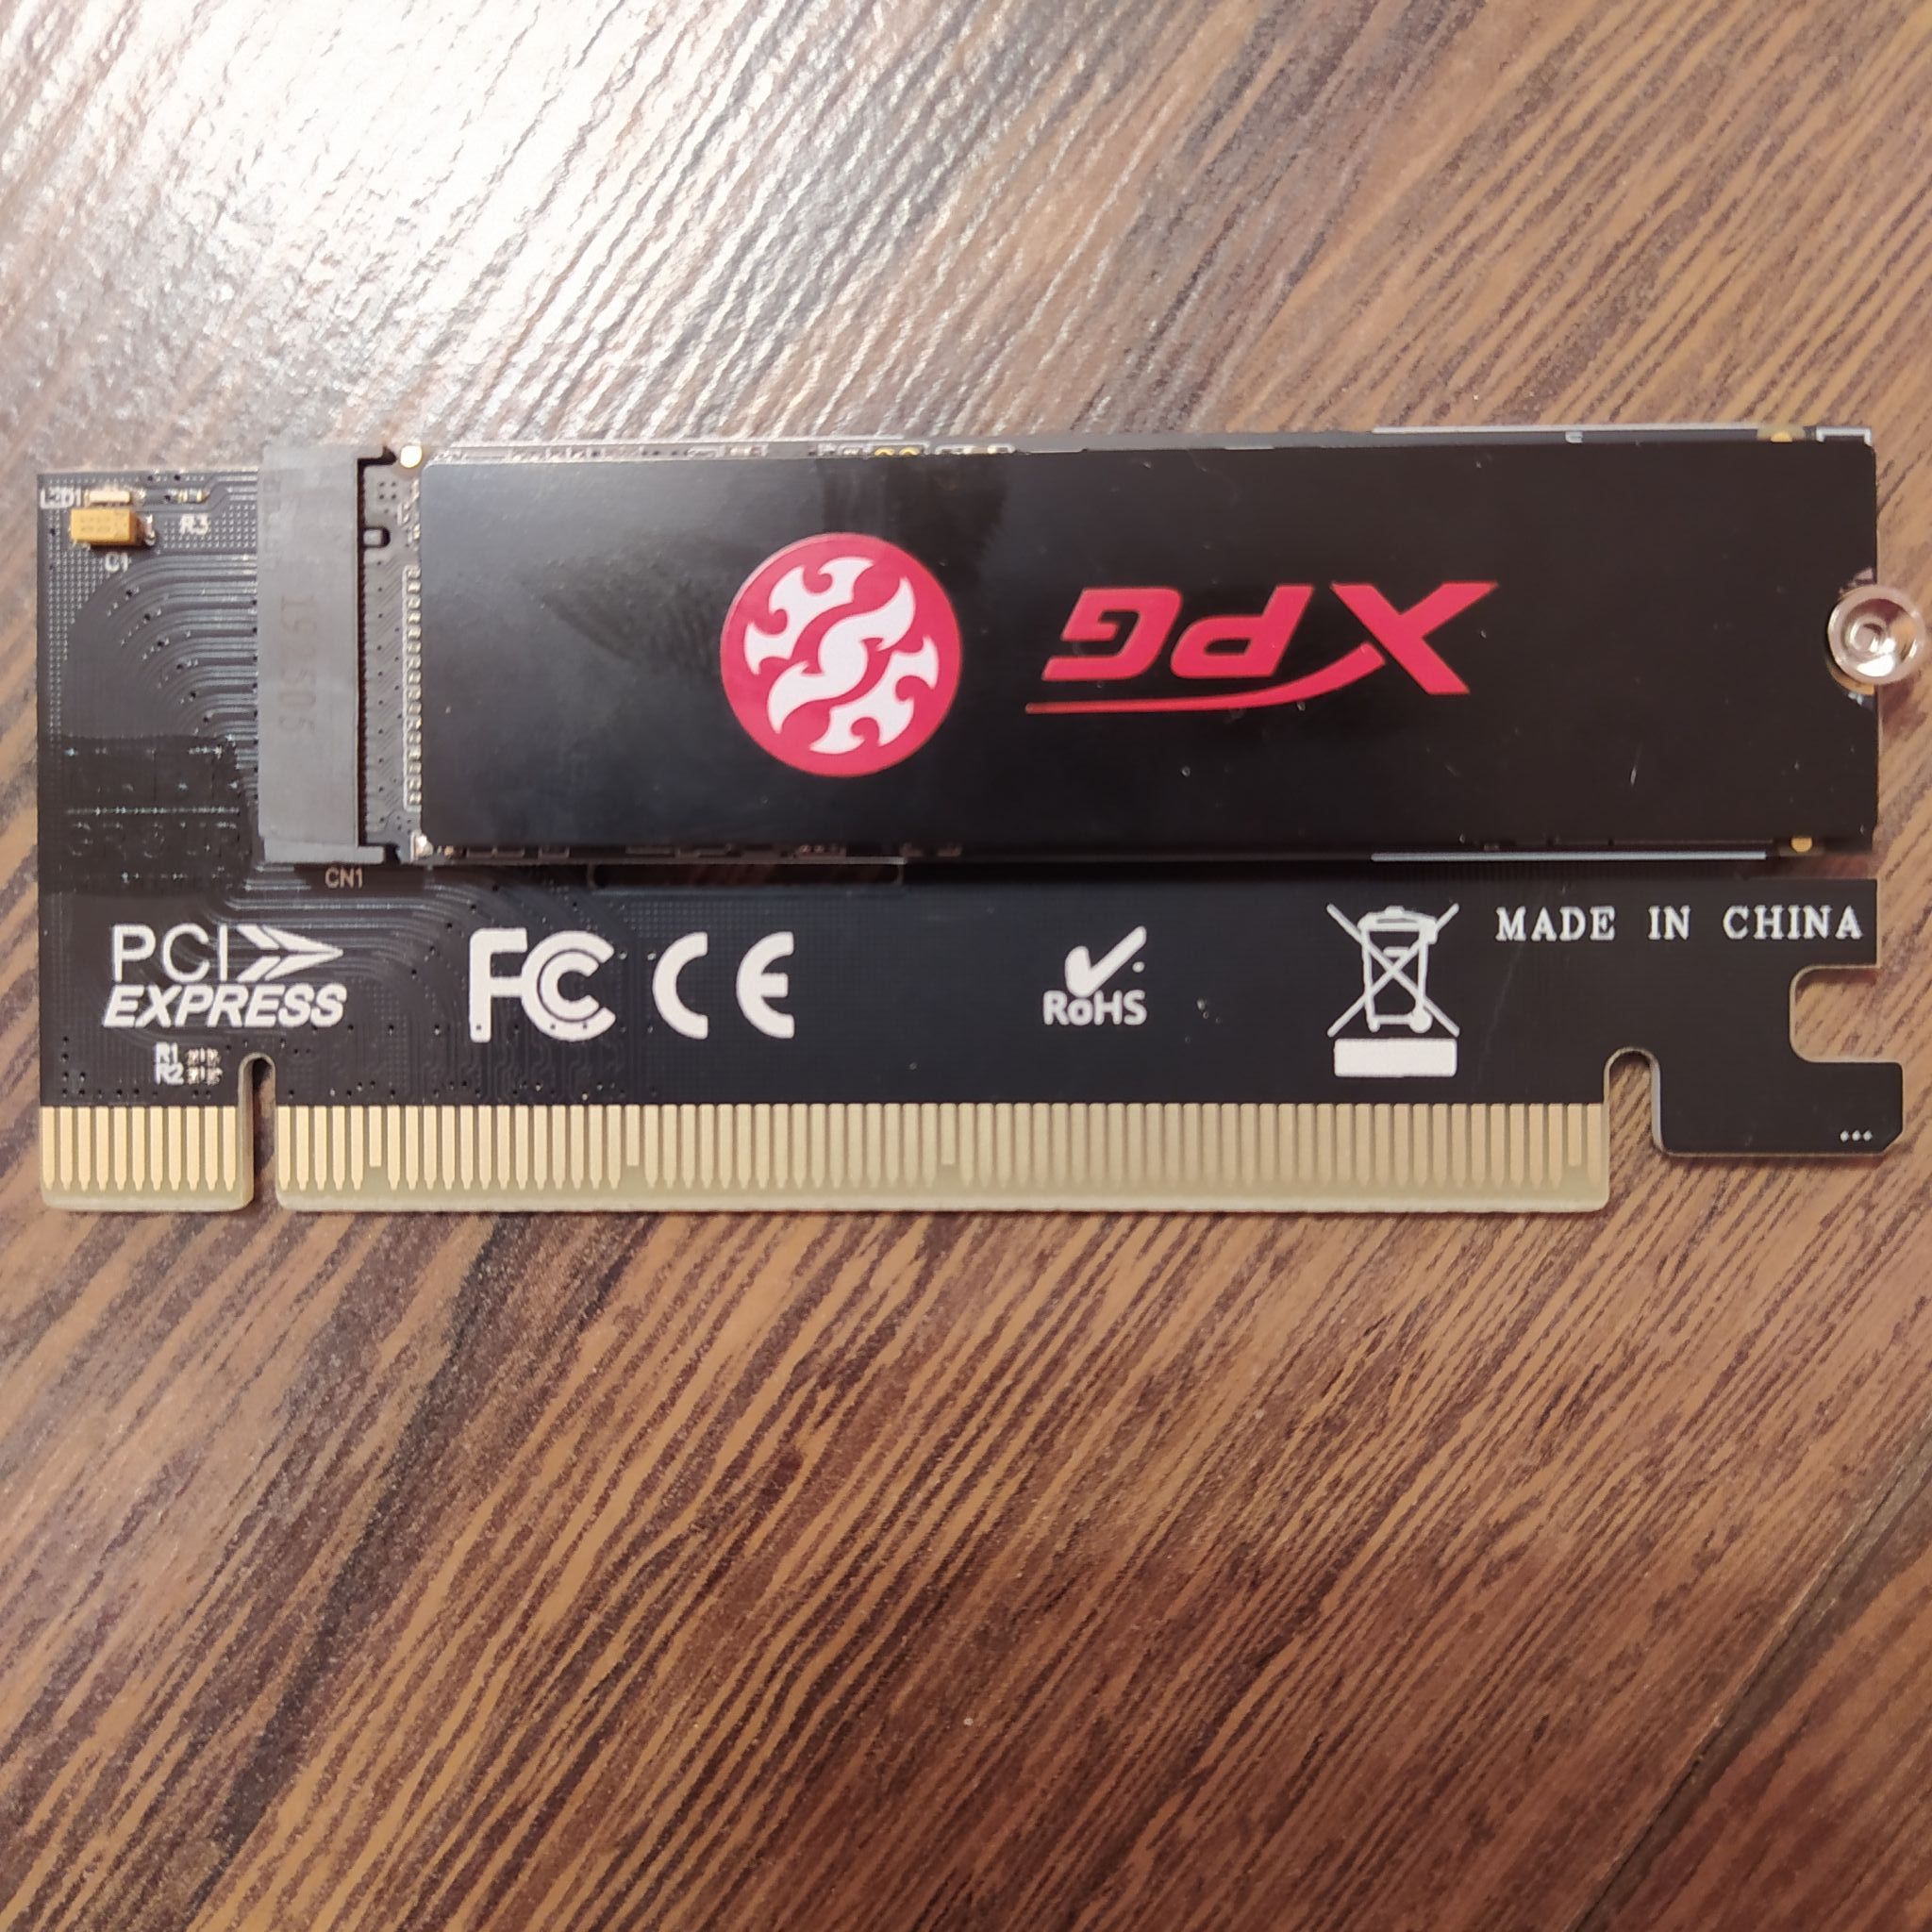 LED1
R3
C1
XPG
CN1
PCI
EXPRESS
FC CE
RoHS
MADE IN CHINA
R1
R2